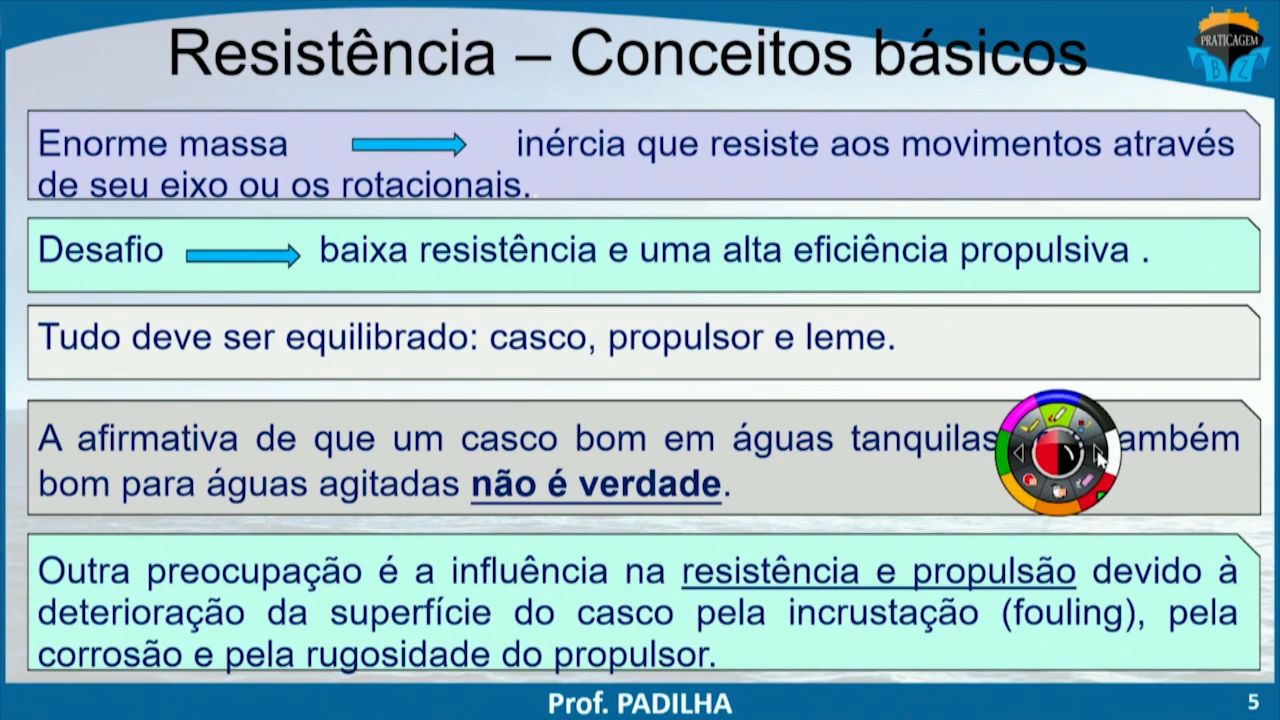 Resistência – Conceitos básicos
PRATICAGEM
BZ
Enorme massa inércia que resiste aos movimentos através
de seu eixo ou os rotacionais.
Desafio baixa resistência e uma alta eficiência propulsiva .
Tudo deve ser equilibrado: casco, propulsor e leme.
A afirmativa de que um casco bom em águas tanquilas ambém
bom para águas agitadas não é verdade.
Outra preocupação é a influência na resistência e propulsão devido à
deterioração da superfície do casco pela incrustação (fouling), pela
corrosão e pela rugosidade do propulsor.
Prof. PADILHA
5